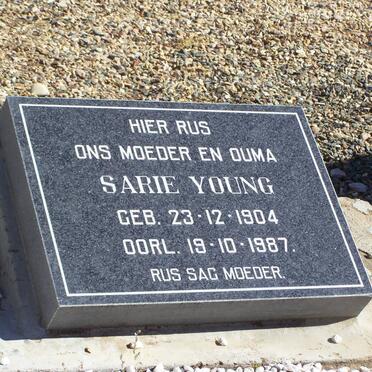 HIER RUS
ONS MOEDER EN OUMA
SARIE YOUNG
GEB. 23-12-1904
OORL. 19-10-1987.
RUS SAG MOEDER.